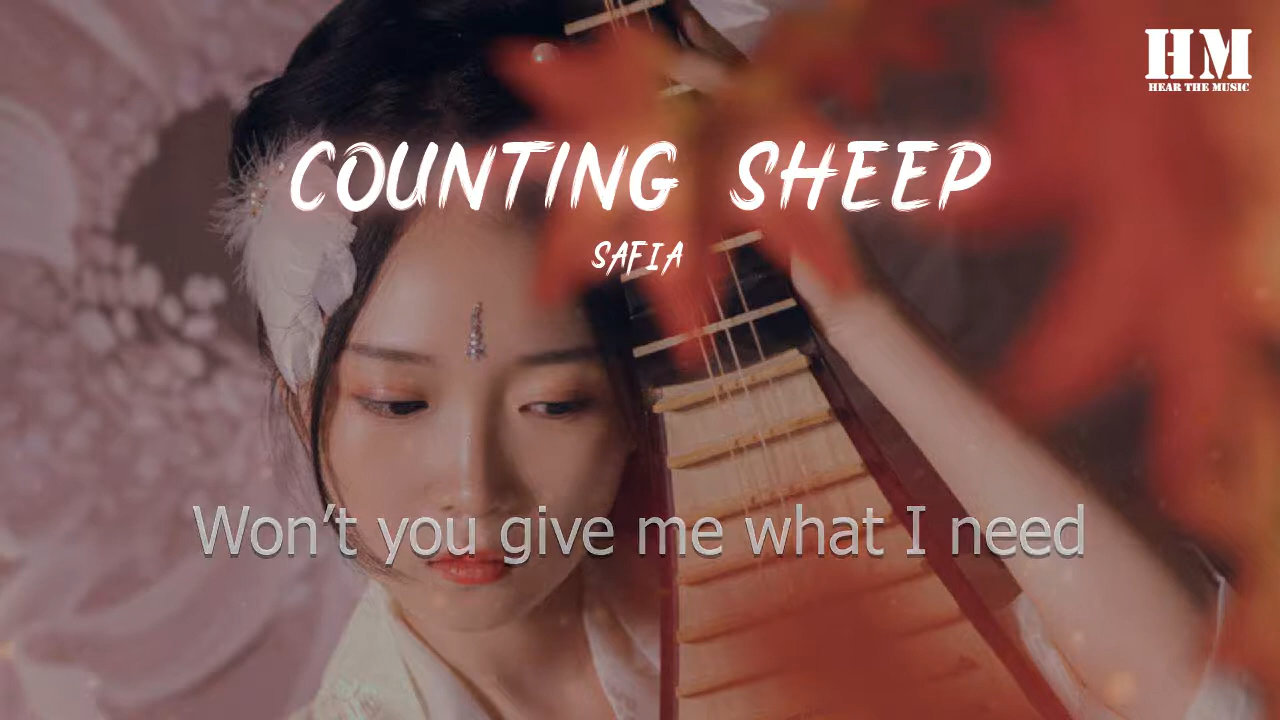 HM
HEAR THE MUSIC
COUNTING SHEEP
SAFIA
Won't you give me what I need